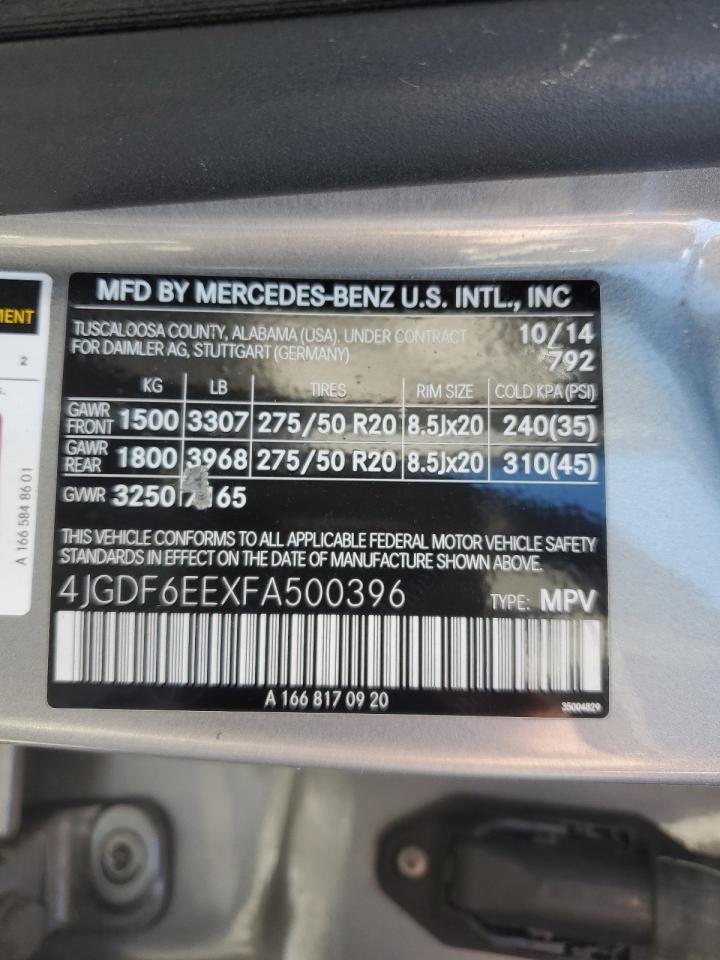 MENT
2
s.
A 166 584 86 01
MFD BY MERCEDES-BENZ U.S. INTL., INC
TUSCALOOSA COUNTY, ALABAMA (USA), UNDER CONTRACT 10/14
FOR DAIMLER AG, STUTTGART (GERMANY) 792
KG LB TIRES RIM SIZE COLD KPA(PSI)
GAWR FRONT 1500 3307 275/50 R20 8.5Jx20 240(35)
GAWR REAR 1800 3968 275/50 R20 8.5Jx20 310(45)
GVWR 3250 7165
THIS VEHICLE CONFORMS TO ALL APPLICABLE FEDERAL MOTOR VEHICLE SAFETY
STANDARDS IN EFFECT ON THE DATE OF MANUFACTURE SHOWN ABOVE.
4JGDF6EEXFA500396 TYPE: MPV
A 166 817 09 20
35004829